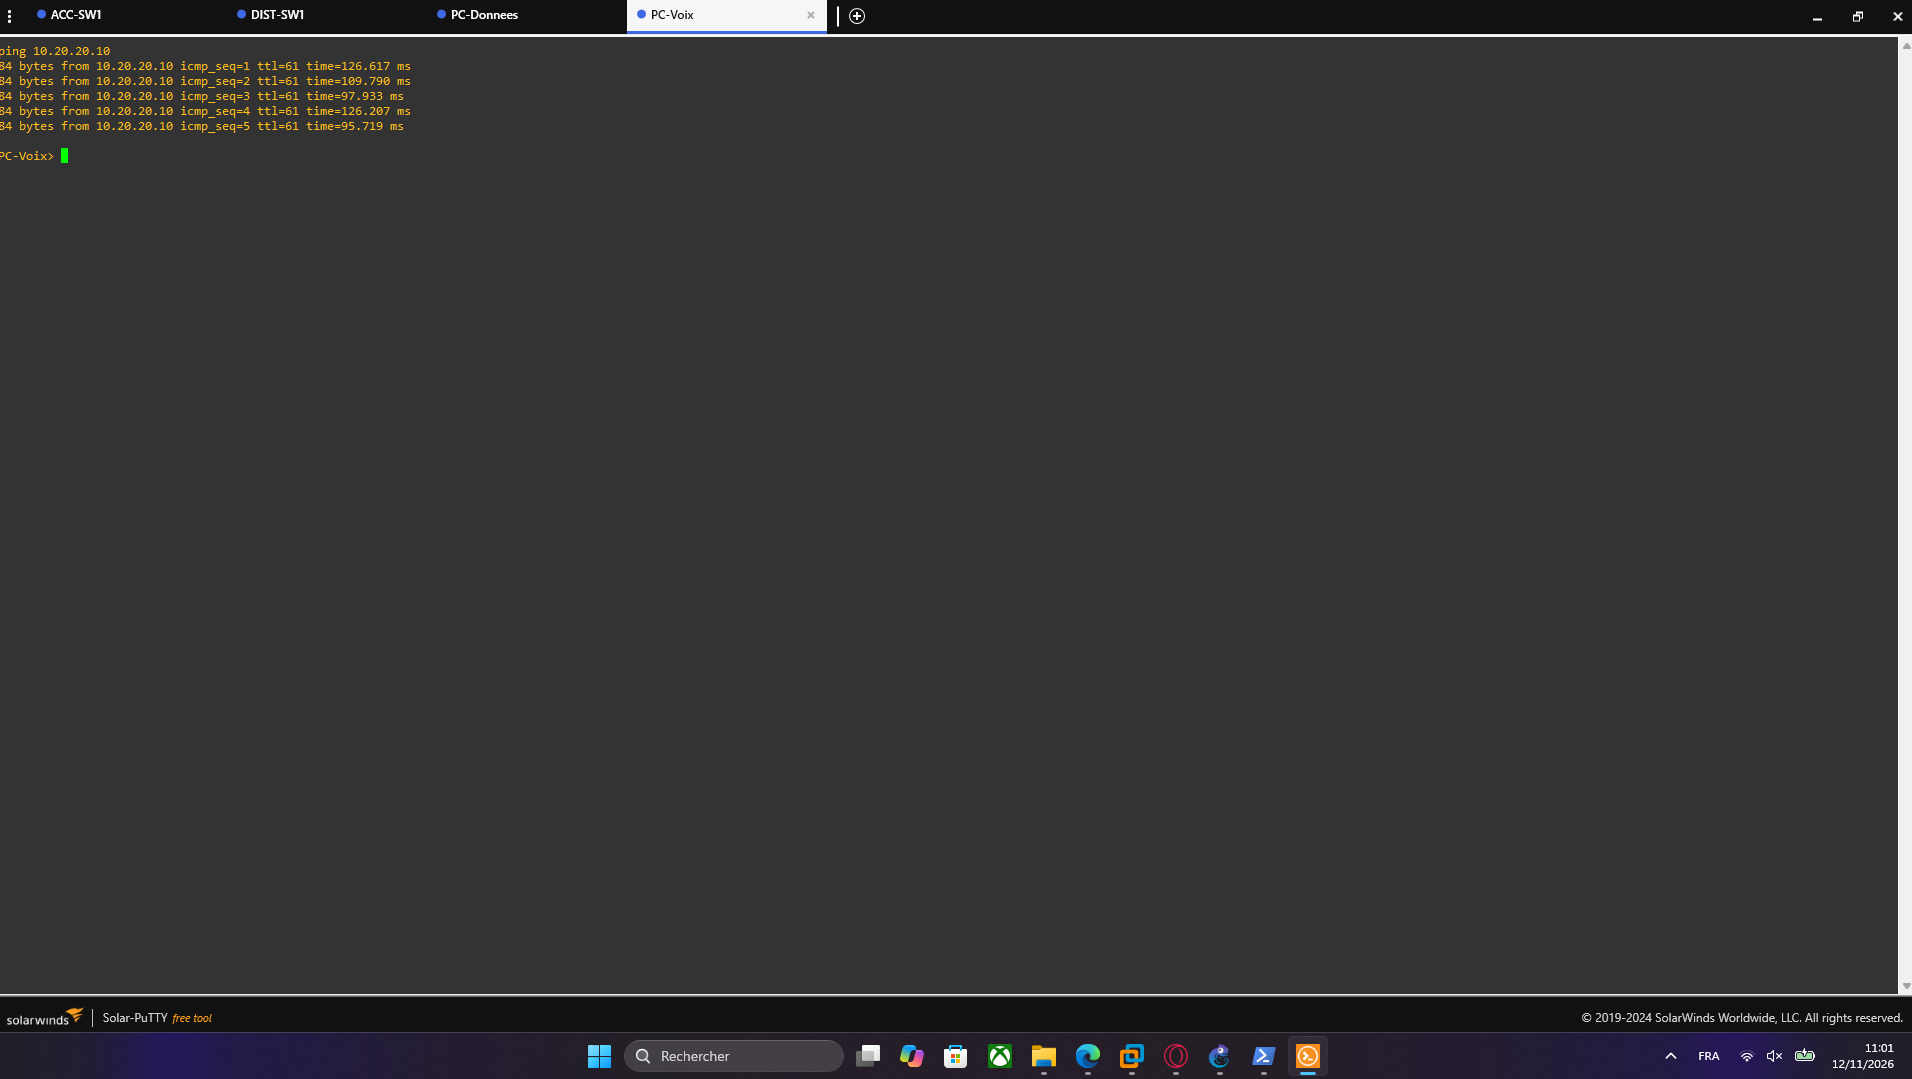 ACC-SW1 DIST-SW1 PC-Donnees PC-Voix
ping 10.20.20.10
84 bytes from 10.20.20.10 icmp_seq=1 ttl=61 time=126.617 ms
84 bytes from 10.20.20.10 icmp_seq=2 ttl=61 time=109.790 ms
84 bytes from 10.20.20.10 icmp_seq=3 ttl=61 time=97.933 ms
84 bytes from 10.20.20.10 icmp_seq=4 ttl=61 time=126.207 ms
84 bytes from 10.20.20.10 icmp_seq=5 ttl=61 time=95.719 ms
PC-Voix>
solarwinds Solar-PuTTY free tool © 2019-2024 SolarWinds Worldwide, LLC. All rights reserved.
Rechercher FRA 11:01
12/11/2026